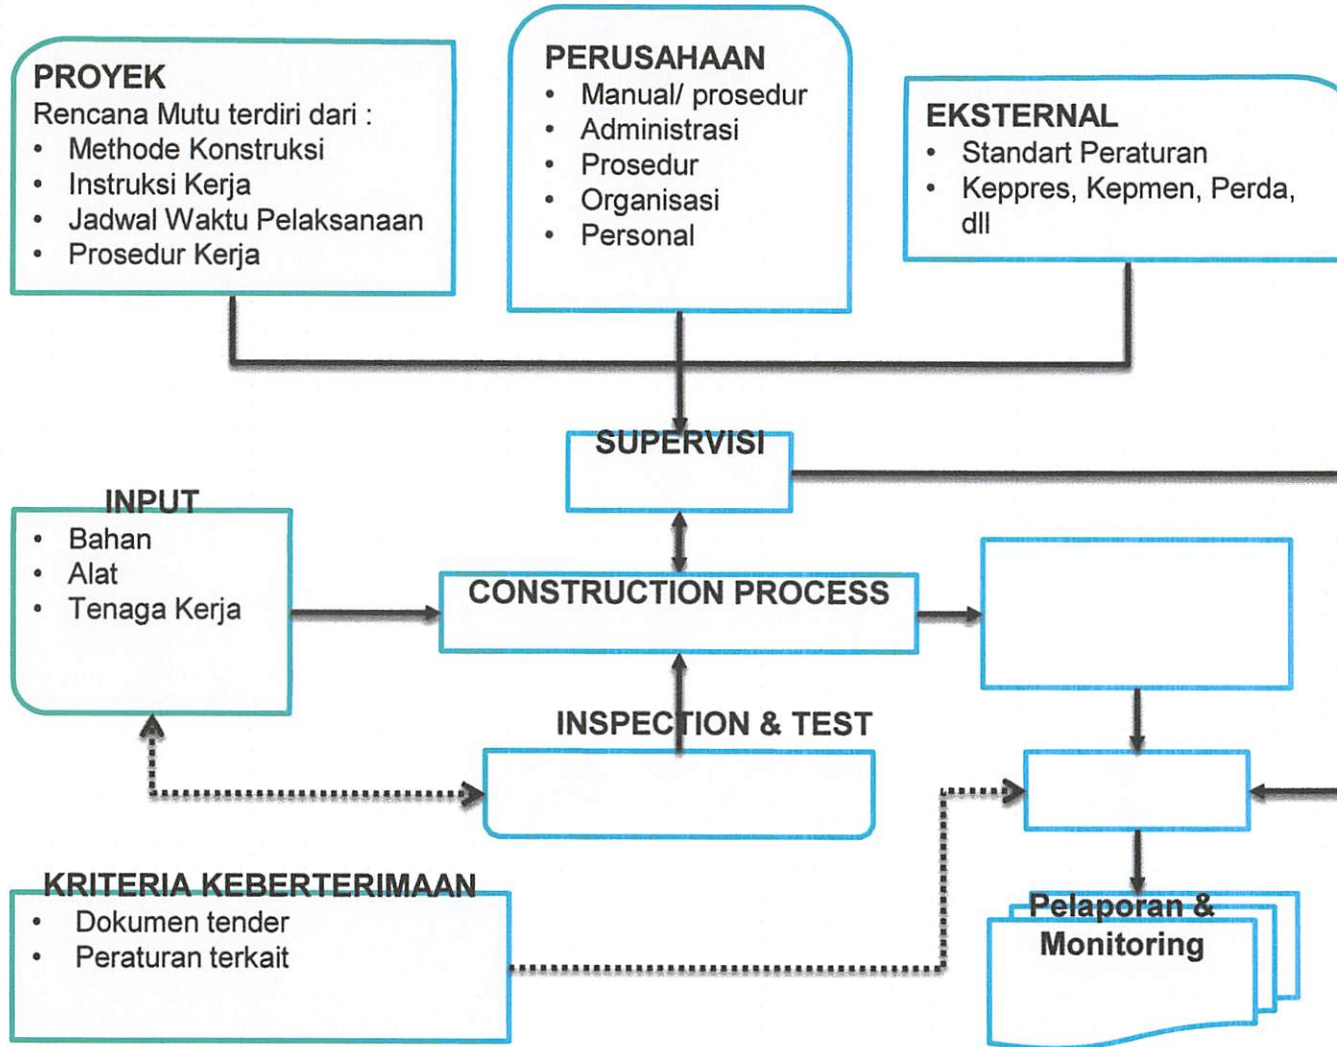 PROYEK
Rencana Mutu terdiri dari :
• Methode Konstruksi
• Instruksi Kerja
• Jadwal Waktu Pelaksanaan
• Prosedur Kerja
PERUSAHAAN
• Manual/ prosedur
• Administrasi
• Prosedur
• Organisasi
• Personal
EKSTERNAL
• Standart Peraturan
• Keppres, Kepmen, Perda,
dll
SUPERVISI
INPUT
• Bahan
• Alat
• Tenaga Kerja
CONSTRUCTION PROCESS
INSPECTION & TEST
KRITERIA KEBERTERIMAAN
• Dokumen tender
• Peraturan terkait
Pelaporan &
Monitoring